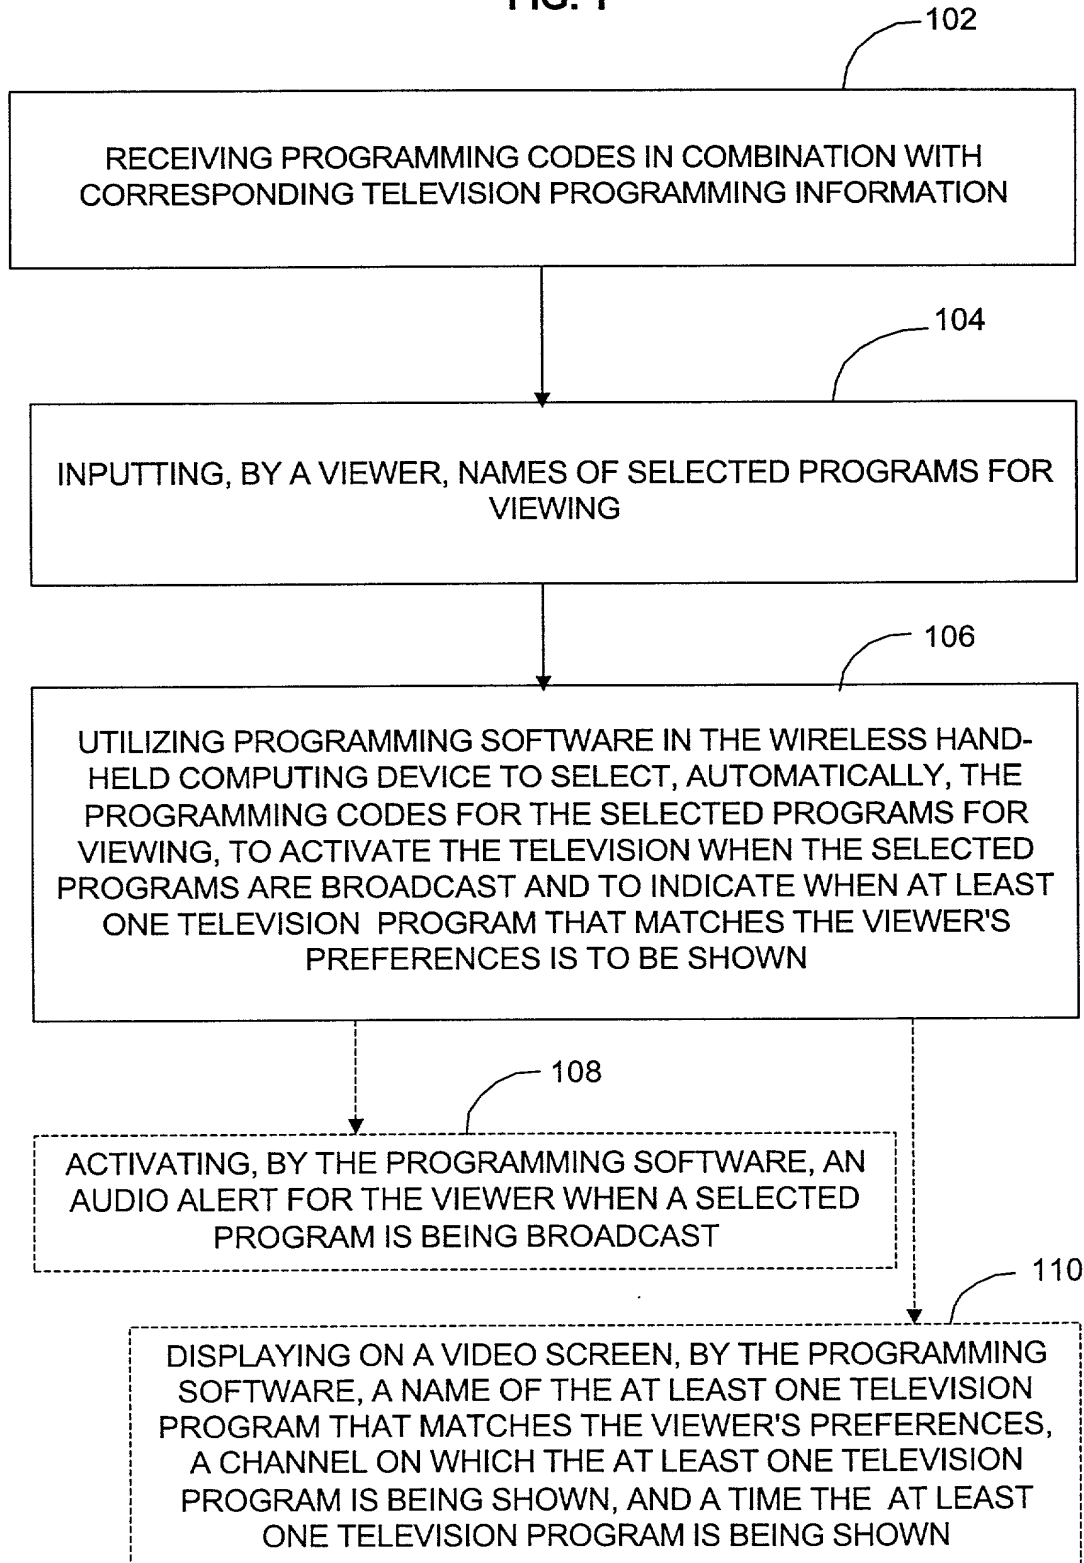 FIG. 1
102
RECEIVING PROGRAMMING CODES IN COMBINATION WITH
CORRESPONDING TELEVISION PROGRAMMING INFORMATION
104
INPUTTING, BY A VIEWER, NAMES OF SELECTED PROGRAMS FOR
VIEWING
106
UTILIZING PROGRAMMING SOFTWARE IN THE WIRELESS HAND-
HELD COMPUTING DEVICE TO SELECT, AUTOMATICALLY, THE
PROGRAMMING CODES FOR THE SELECTED PROGRAMS FOR
VIEWING, TO ACTIVATE THE TELEVISION WHEN THE SELECTED
PROGRAMS ARE BROADCAST AND TO INDICATE WHEN AT LEAST
ONE TELEVISION PROGRAM THAT MATCHES THE VIEWER'S
PREFERENCES IS TO BE SHOWN
108
ACTIVATING, BY THE PROGRAMMING SOFTWARE, AN
AUDIO ALERT FOR THE VIEWER WHEN A SELECTED
PROGRAM IS BEING BROADCAST
110
DISPLAYING ON A VIDEO SCREEN, BY THE PROGRAMMING
SOFTWARE, A NAME OF THE AT LEAST ONE TELEVISION
PROGRAM THAT MATCHES THE VIEWER'S PREFERENCES,
A CHANNEL ON WHICH THE AT LEAST ONE TELEVISION
PROGRAM IS BEING SHOWN, AND A TIME THE AT LEAST
ONE TELEVISION PROGRAM IS BEING SHOWN